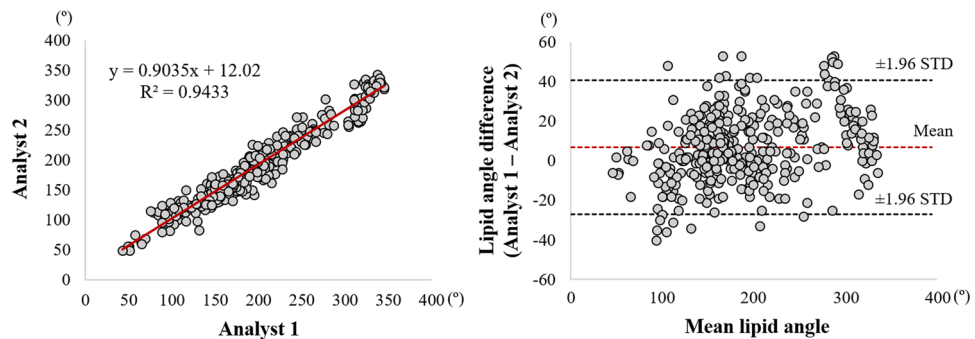 (º)
400
350
300
250
200
150
100
50
0
y = 0.9035x + 12.02
R² = 0.9433
Analyst 2
0 50 100 150 200 250 300 350 400 (º)
Analyst 1
(º)
60
40
20
0
-20
-40
-60
±1.96 STD
Mean
±1.96 STD
Lipid angle difference
(Analyst 1 – Analyst 2)
0 100 200 300 400 (º)
Mean lipid angle